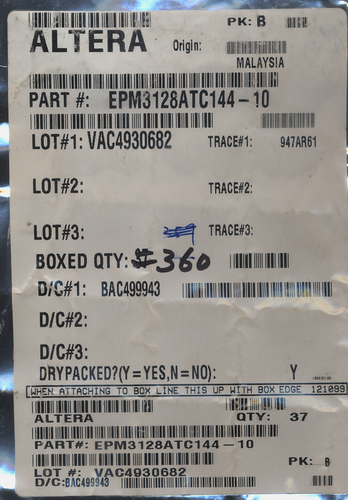 PK: B
ALTERA Origin:
MALAYSIA
PART #: EPM3128ATC144-10
LOT#1: VAC4930682 TRACE#1: 947AR61
LOT#2: TRACE#2:
LOT#3: TRACE#3:
BOXED QTY: #360
D/C#1: BAC499943
D/C#2:
D/C#3:
DRYPACKED?(Y=YES,N=NO): Y
WHEN ATTACHING TO BOX LINE THIS UP WITH BOX EDGE 121099
ALTERA QTY: 37
PART#: EPM3128ATC144-10
PK: B
LOT #: VAC4930682
D/C:BAC499943